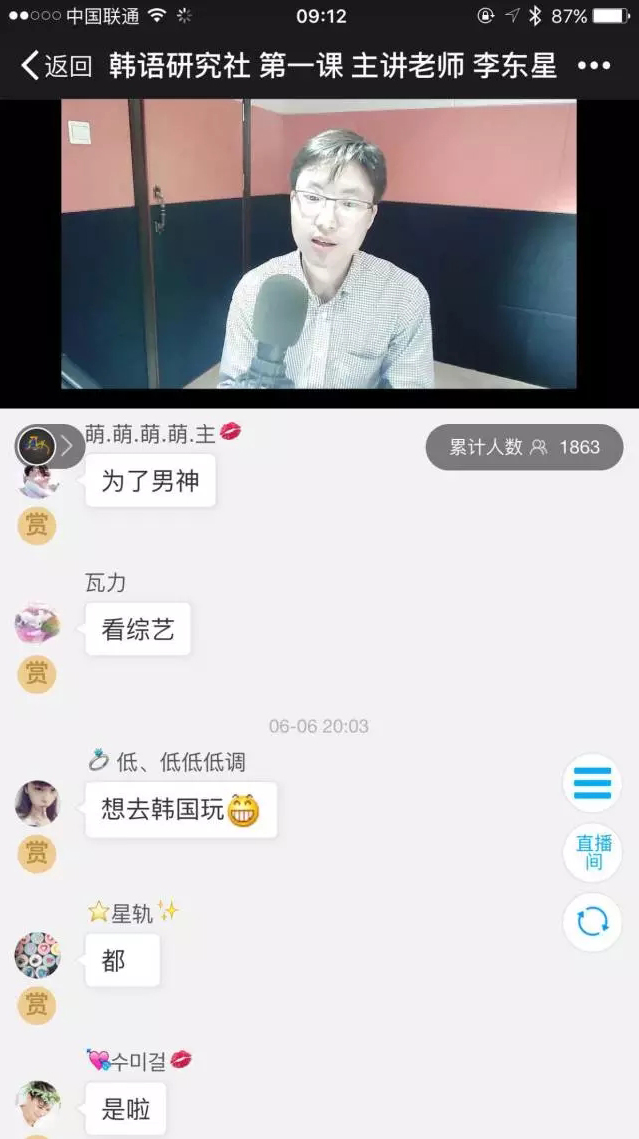 中国联通 09:12 87%
返回 韩语研究社 第一课 主讲老师 李东星 •••
萌.萌.萌.萌.主💋
累计人数 1863
为了男神
赏
瓦力
看综艺
赏
06-06 20:03
💍低、低低低调
想去韩国玩😁
赏
⭐星轨✨
都
赏
💘수미걸💋
是啦
直播
间